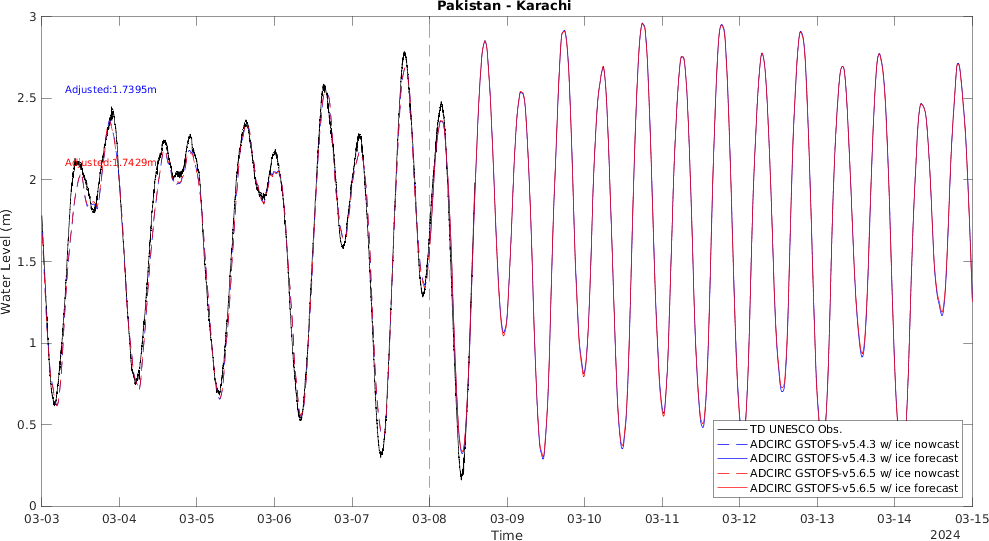 Pakistan - Karachi
3
2.5
2
1.5
1
0.5
0
Water Level (m)
Adjusted:1.7395m
Adjusted:1.7429m
TD UNESCO Obs.
ADCIRC GSTOFS-v5.4.3 w/ ice nowcast
ADCIRC GSTOFS-v5.4.3 w/ ice forecast
ADCIRC GSTOFS-v5.6.5 w/ ice nowcast
ADCIRC GSTOFS-v5.6.5 w/ ice forecast
03-03 03-04 03-05 03-06 03-07 03-08 03-09 03-10 03-11 03-12 03-13 03-14 03-15
Time
2024